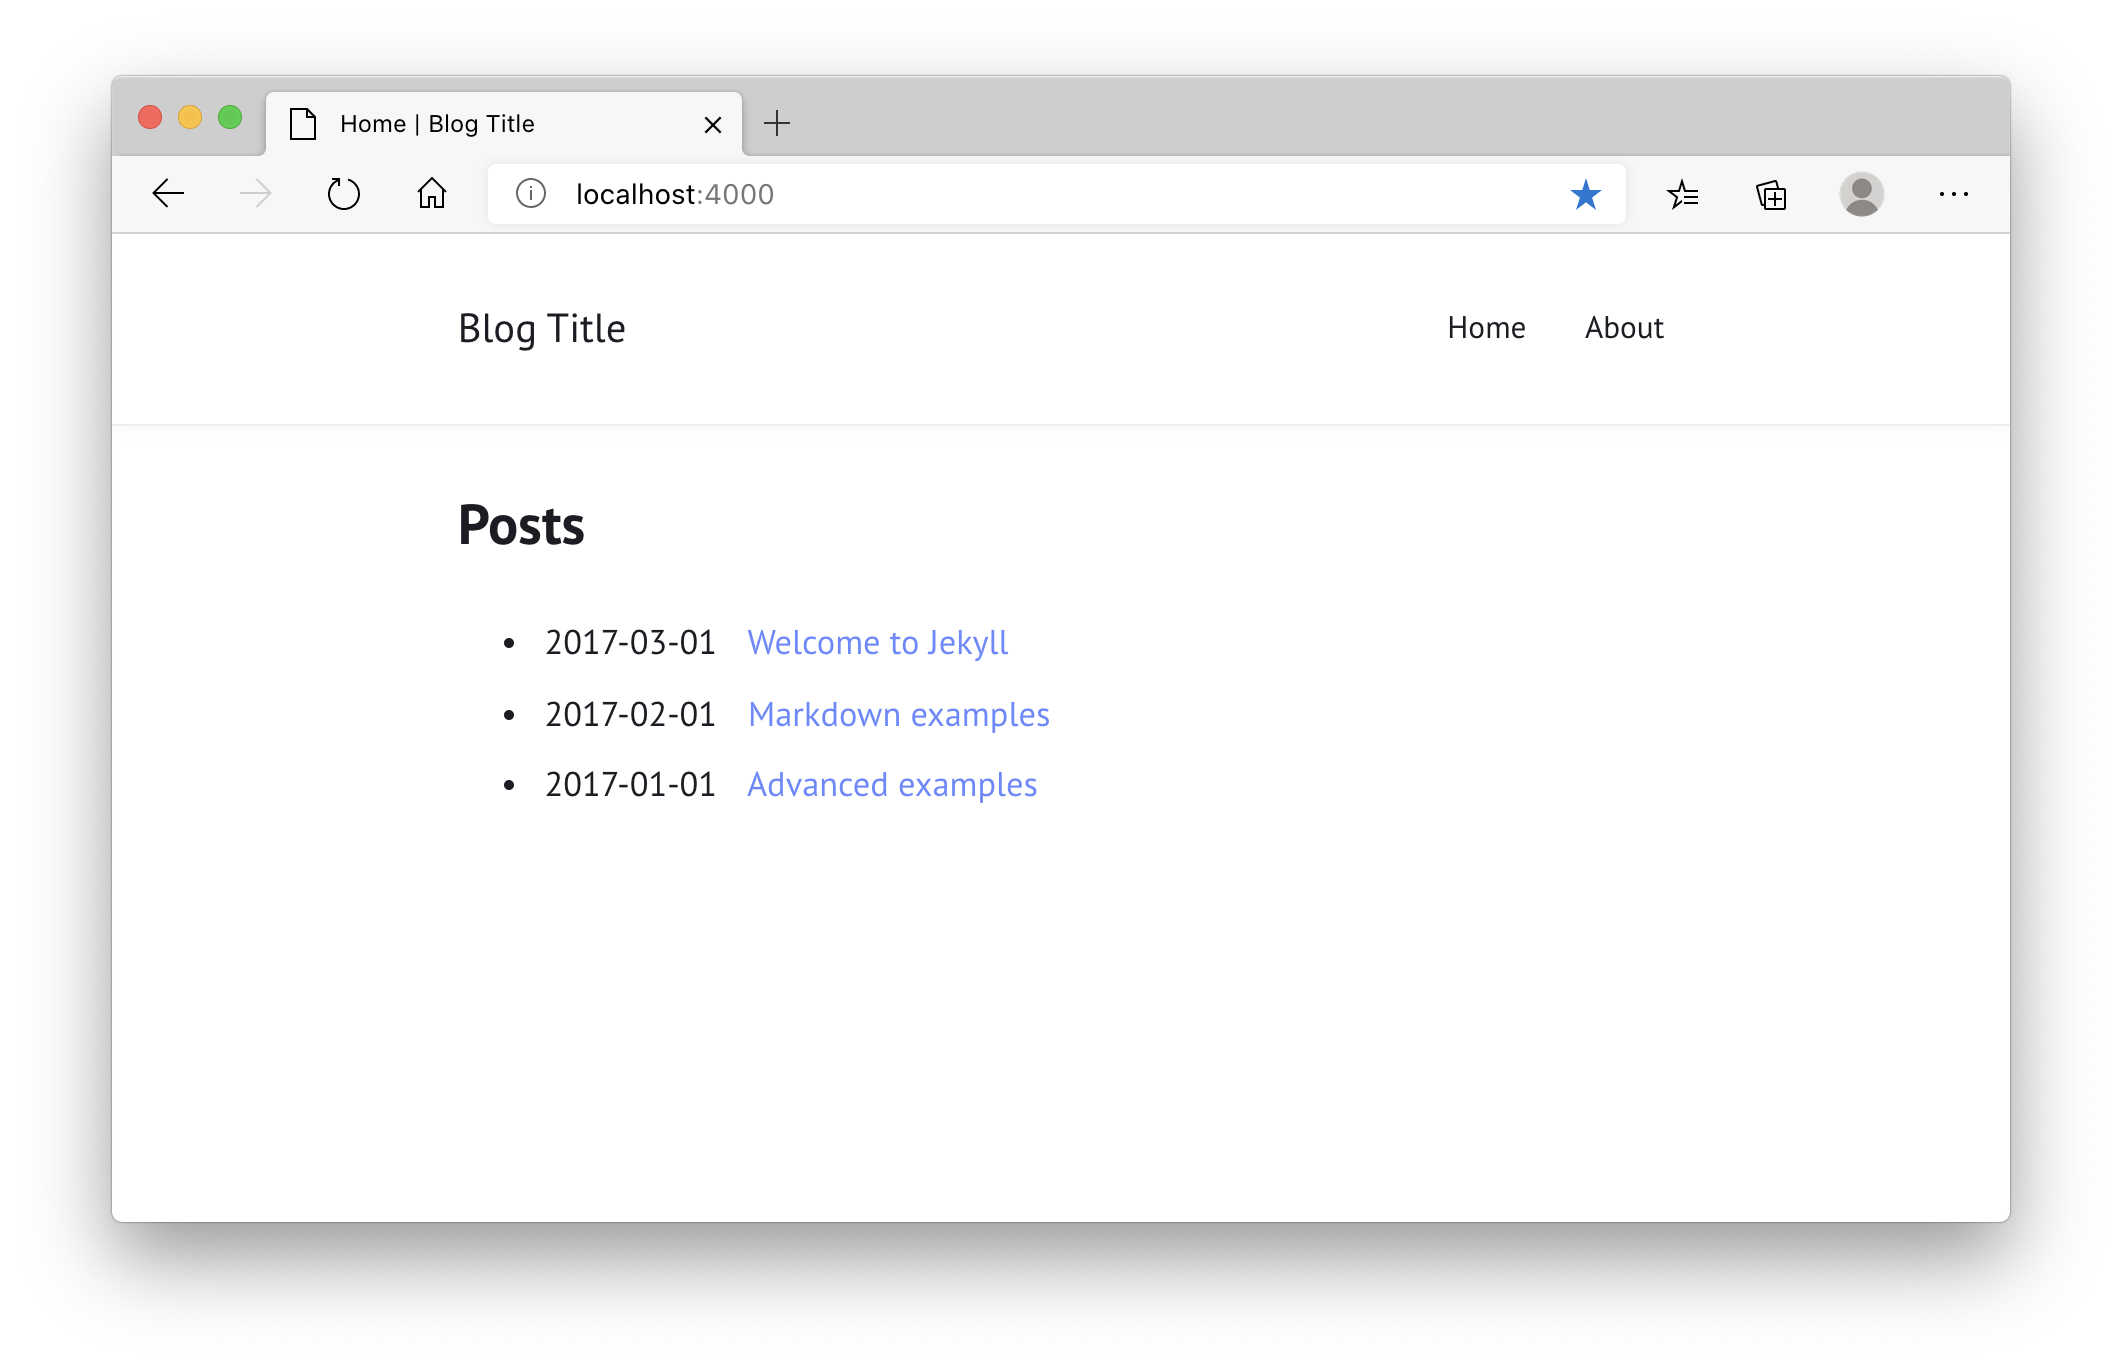 Home | Blog Title
localhost:4000
Blog Title
Home About
Posts
• 2017-03-01 Welcome to Jekyll
• 2017-02-01 Markdown examples
• 2017-01-01 Advanced examples